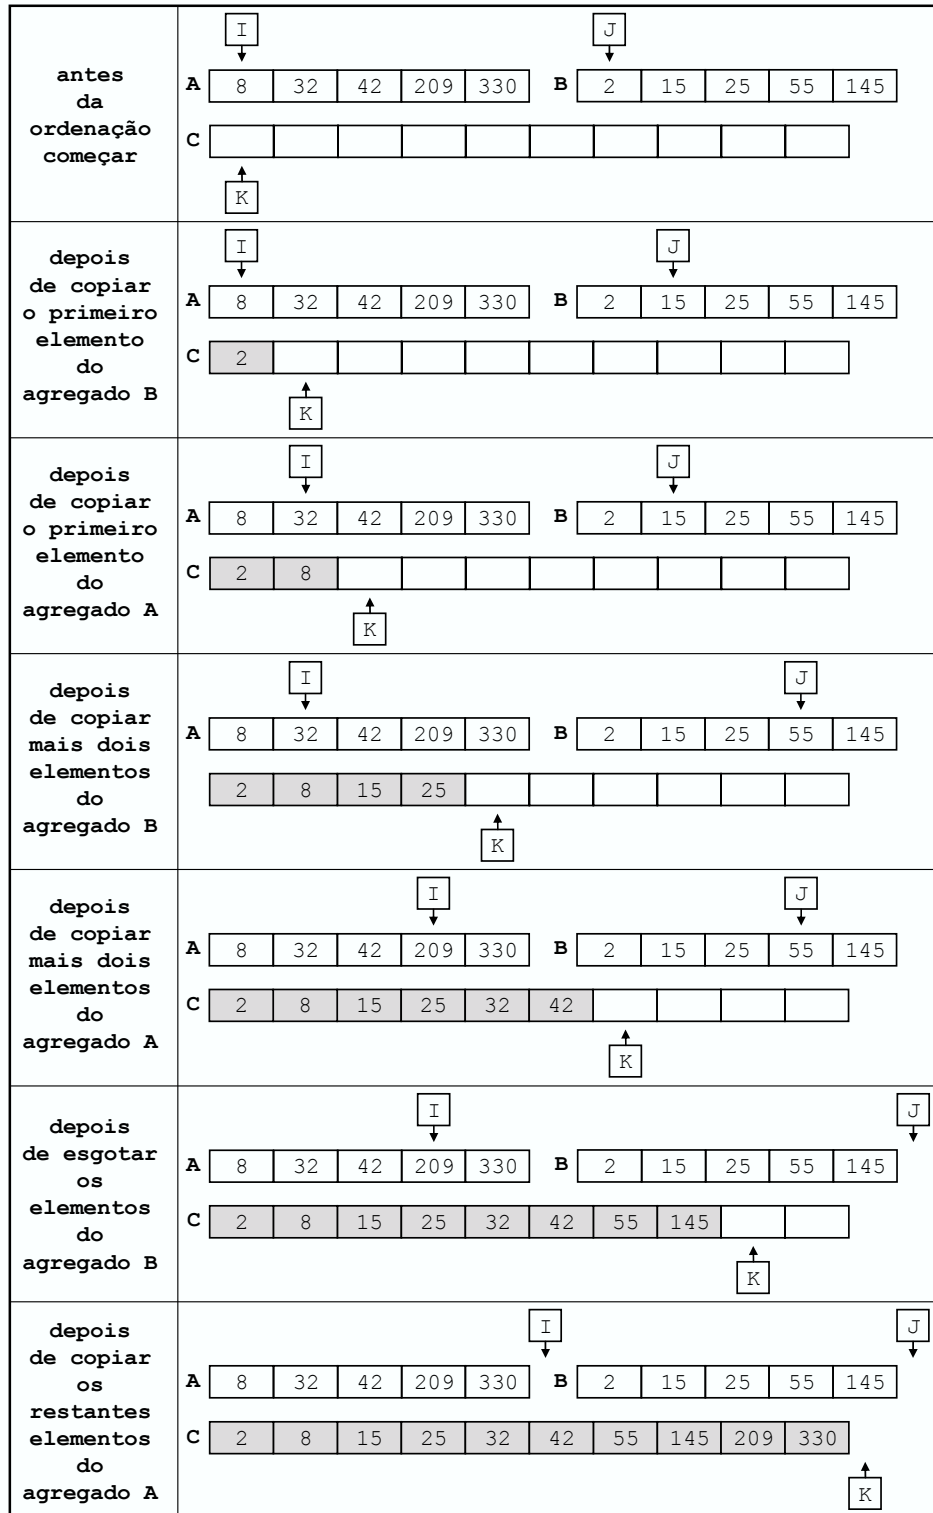 antes
da
ordenação
começar
I J
A 8 32 42 209 330 B 2 15 25 55 145
C
K
depois
de copiar
o primeiro
elemento
do
agregado B
I J
A 8 32 42 209 330 B 2 15 25 55 145
C 2
K
depois
de copiar
o primeiro
elemento
do
agregado A
I J
A 8 32 42 209 330 B 2 15 25 55 145
C 2 8
K
depois
de copiar
mais dois
elementos
do
agregado B
I J
A 8 32 42 209 330 B 2 15 25 55 145
2 8 15 25
K
depois
de copiar
mais dois
elementos
do
agregado A
I J
A 8 32 42 209 330 B 2 15 25 55 145
C 2 8 15 25 32 42
K
depois
de esgotar
os
elementos
do
agregado B
I J
A 8 32 42 209 330 B 2 15 25 55 145
C 2 8 15 25 32 42 55 145
K
depois
de copiar
os
restantes
elementos
do
agregado A
I J
A 8 32 42 209 330 B 2 15 25 55 145
C 2 8 15 25 32 42 55 145 209 330
K